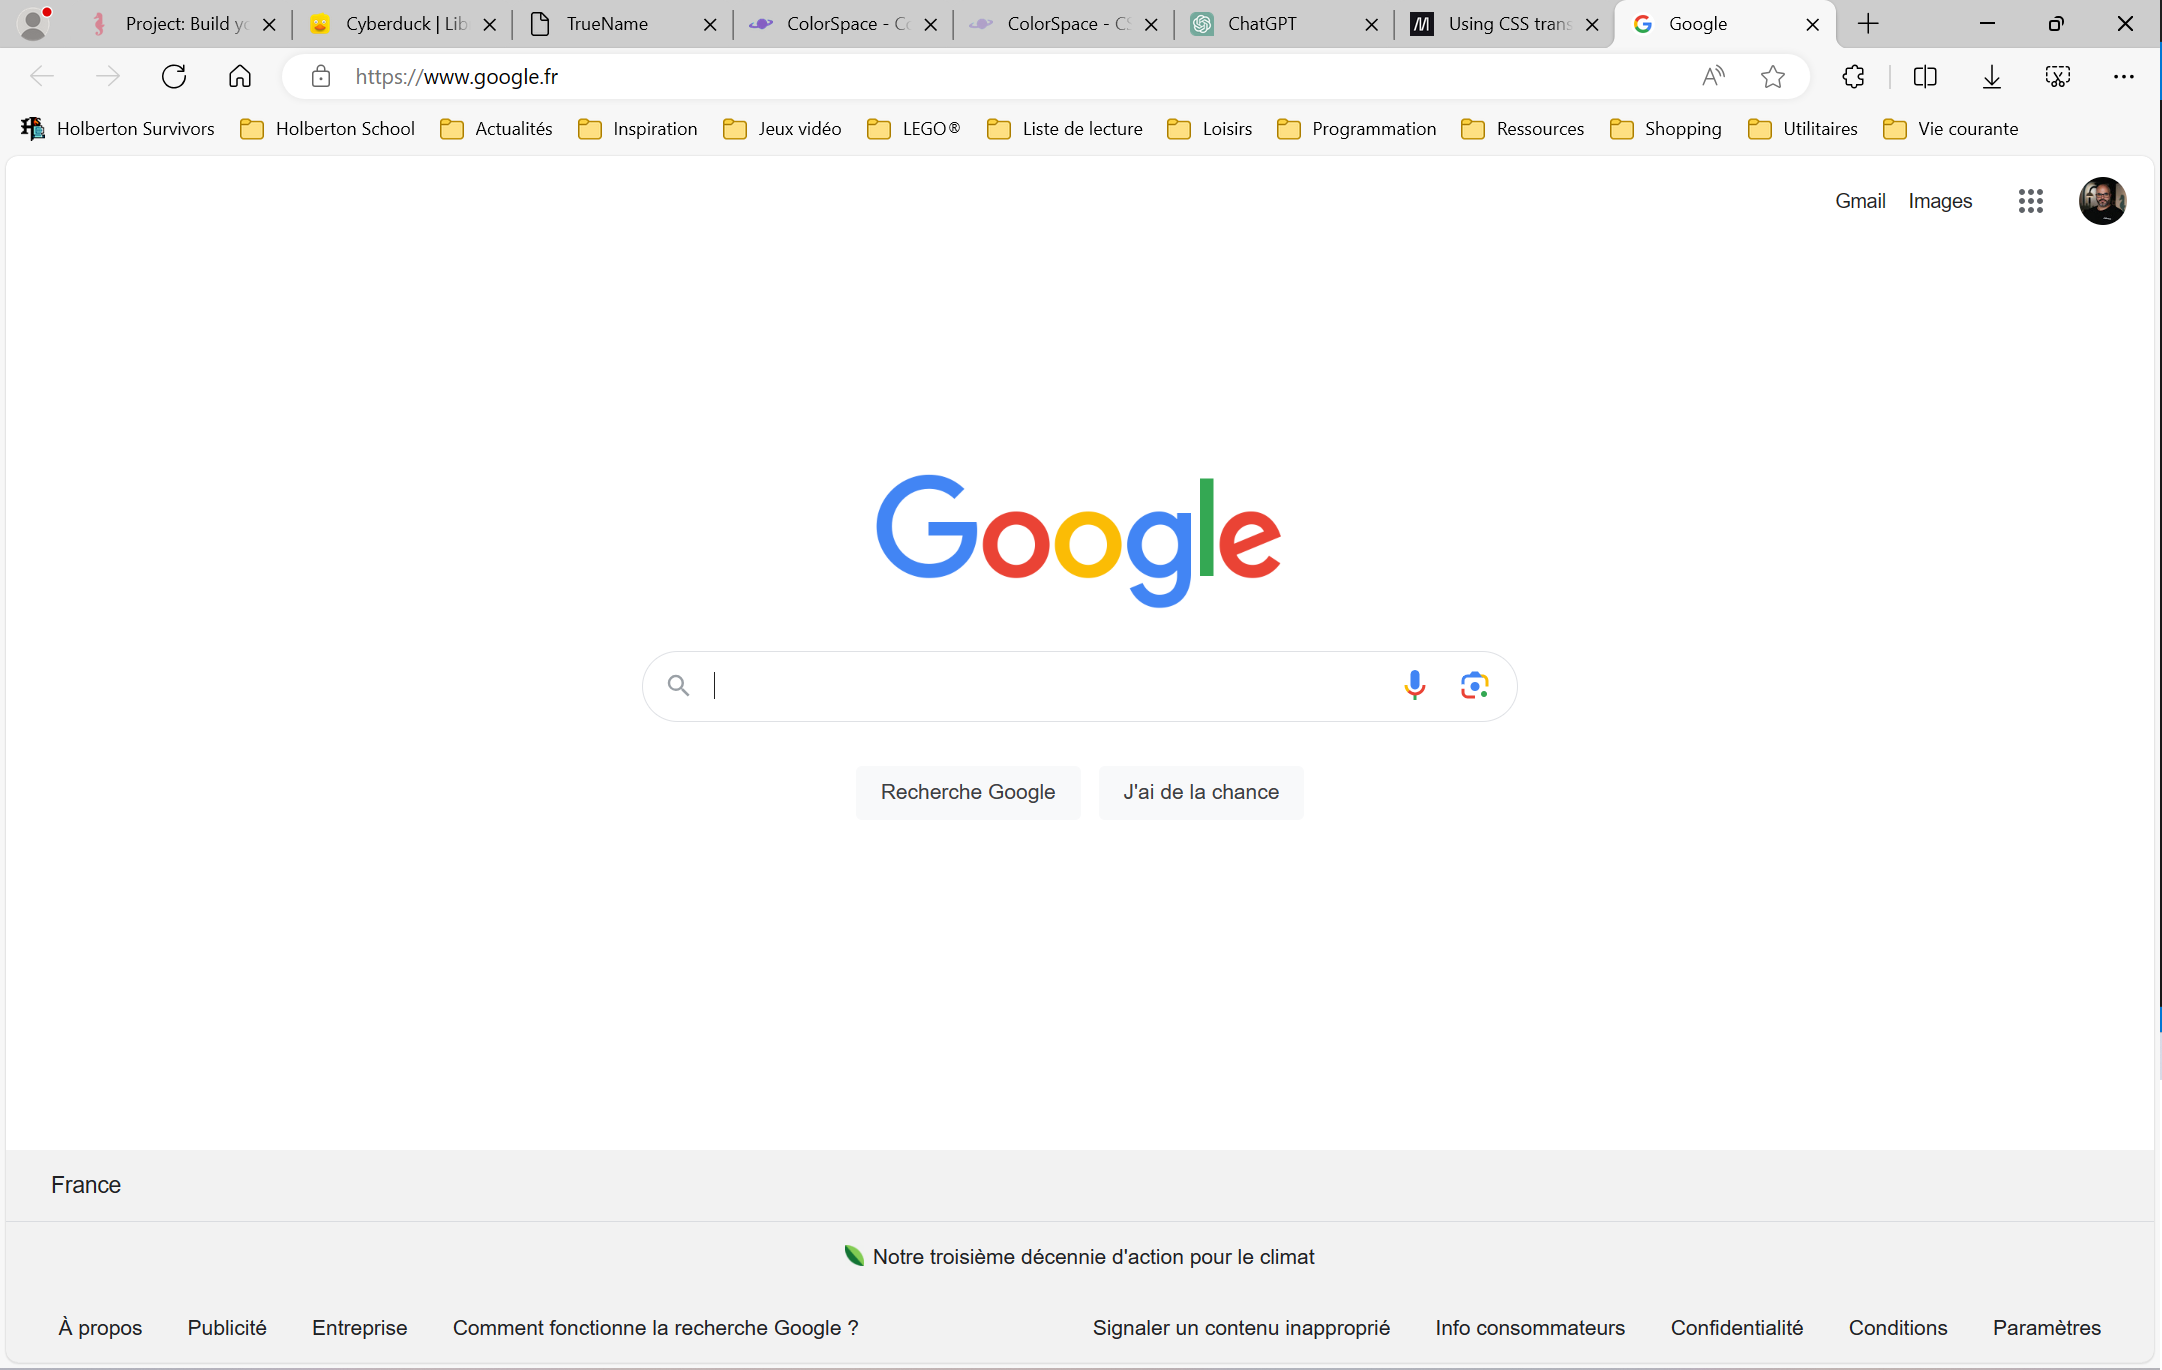 Project: Build yo
Cyberduck | Lib
TrueName
ColorSpace - Co
ColorSpace - CS
ChatGPT
Using CSS trans
Google
https://www.google.fr
Holberton Survivors
Holberton School
Actualités
Inspiration
Jeux vidéo
LEGO®
Liste de lecture
Loisirs
Programmation
Ressources
Shopping
Utilitaires
Vie courante
Gmail
Images
Google
Recherche Google
J'ai de la chance
France
Notre troisième décennie d'action pour le climat
À propos
Publicité
Entreprise
Comment fonctionne la recherche Google ?
Signaler un contenu inapproprié
Info consommateurs
Confidentialité
Conditions
Paramètres